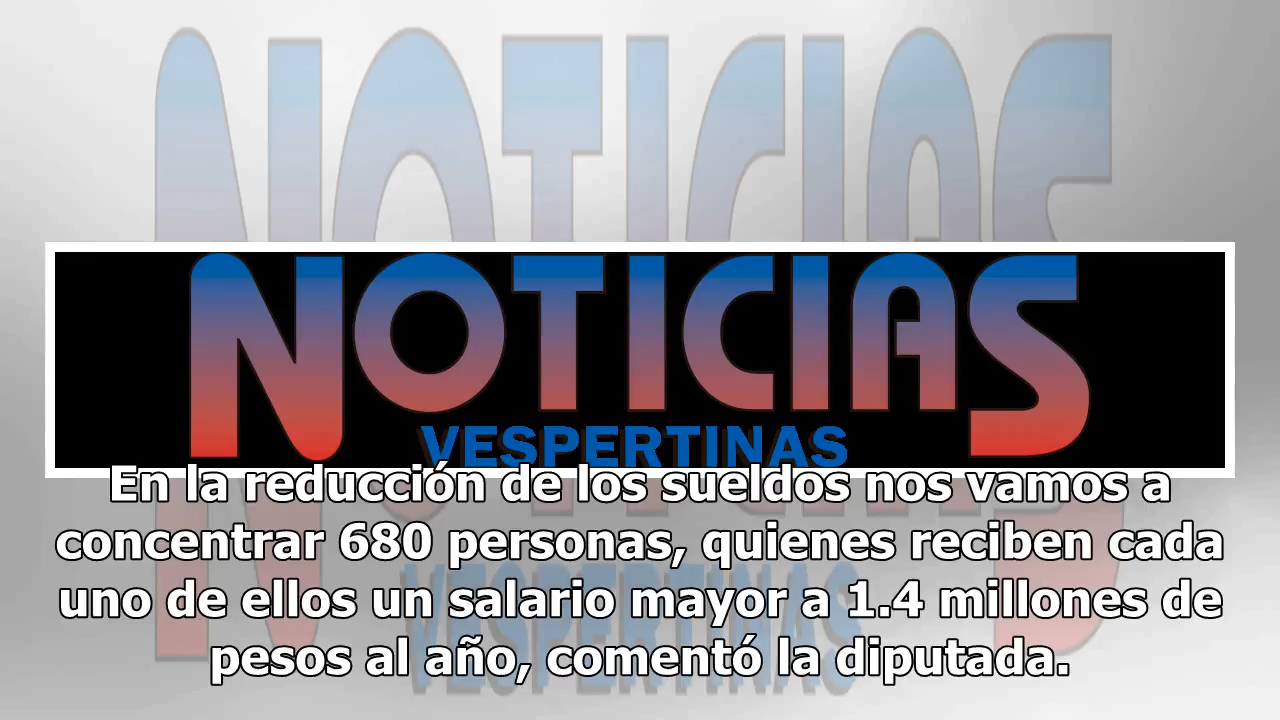 NOTICIAS
VESPERTINAS
En la reducción de los sueldos nos vamos a
concentrar 680 personas, quienes reciben cada
uno de ellos un salario mayor a 1.4 millones de
pesos al año, comentó la diputada.